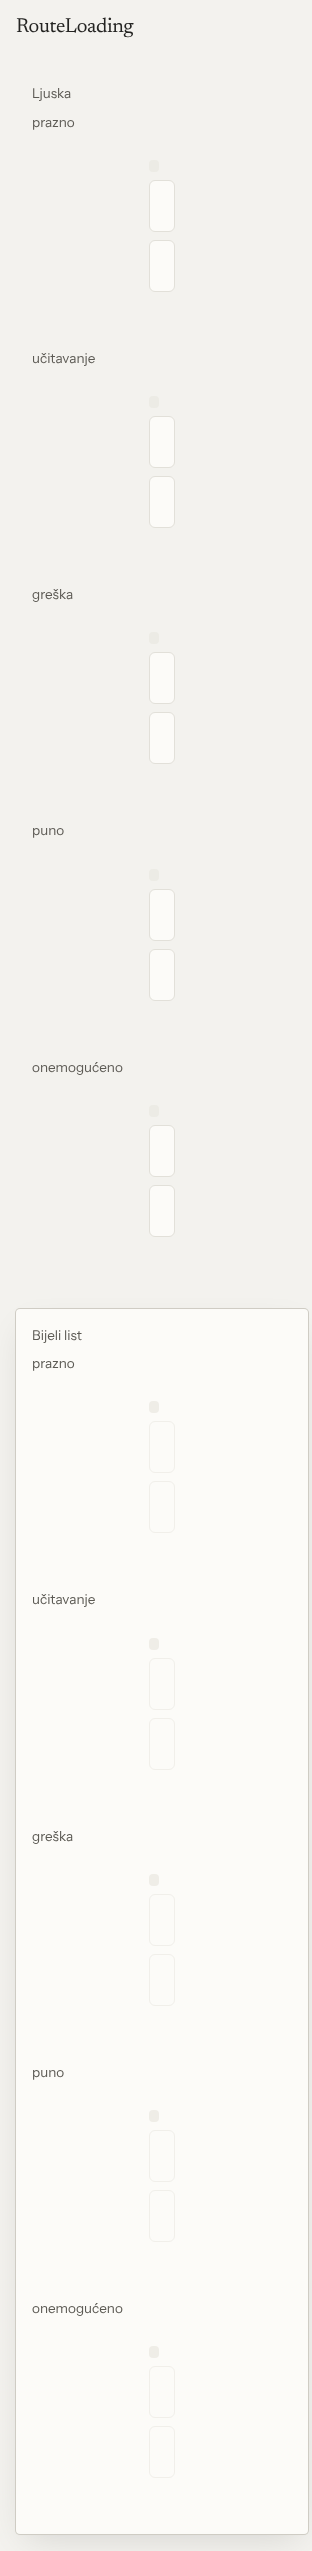 RouteLoading
Ljuska
prazno
učitavanje
greška
puno
onemogućeno
Bijeli list
prazno
učitavanje
greška
puno
onemogućeno